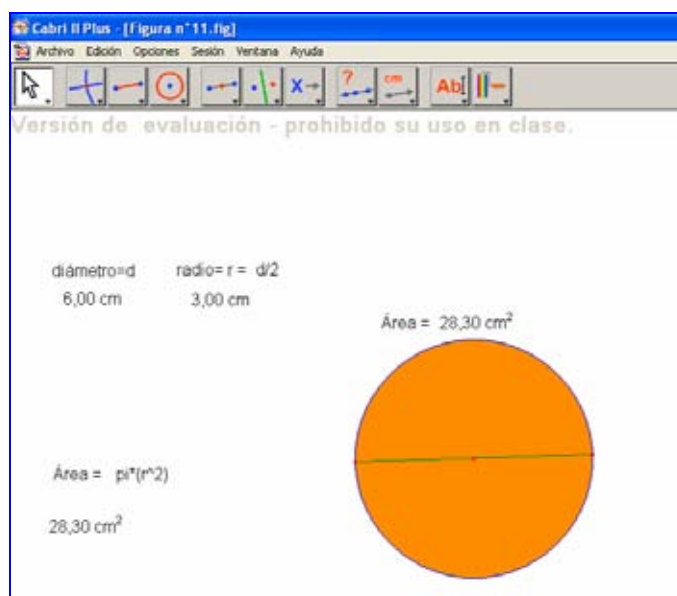 Cabri II Plus - [Figura n°11.fig]
Archivo Edición Opciones Sesión Ventana Ayuda
? cm Ab
Versión de evaluación - prohibido su uso en clase.
diámetro=d radio= r = d/2
6,00 cm 3,00 cm
Área = 28,30 cm²
Área = pi*(r^2)
28,30 cm²